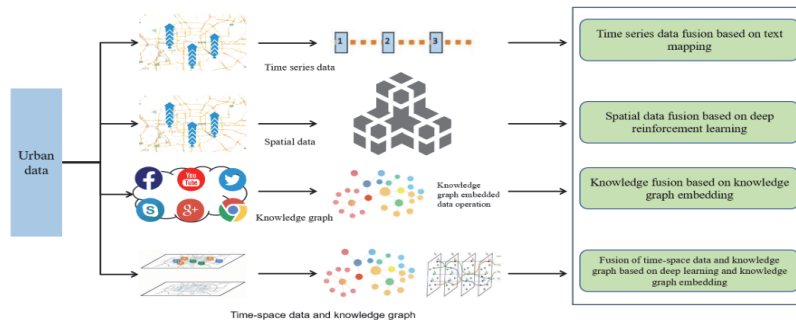 Urban
data
1 2 3
Time series data
Time series data fusion based on text
mapping
Spatial data
Spatial data fusion based on deep
reinforcement learning
You
Tube
g+
Knowledge graph
Knowledge
graph embedded
data operation
Knowledge fusion based on knowledge
graph embedding
Fusion of time-space data and knowledge
graph based on deep learning and knowledge
graph embedding
Time-space data and knowledge graph